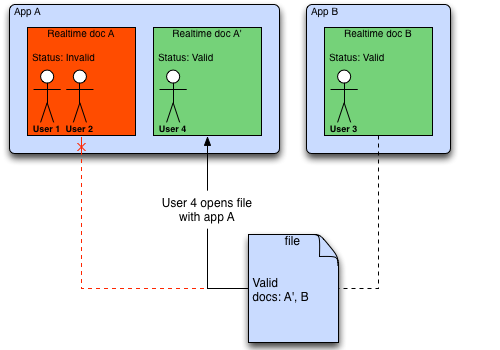 App A
Realtime doc A
Status: Invalid
User 1 User 2
Realtime doc A'
Status: Valid
User 4
App B
Realtime doc B
Status: Valid
User 3
User 4 opens file
with app A
file
Valid
docs: A', B